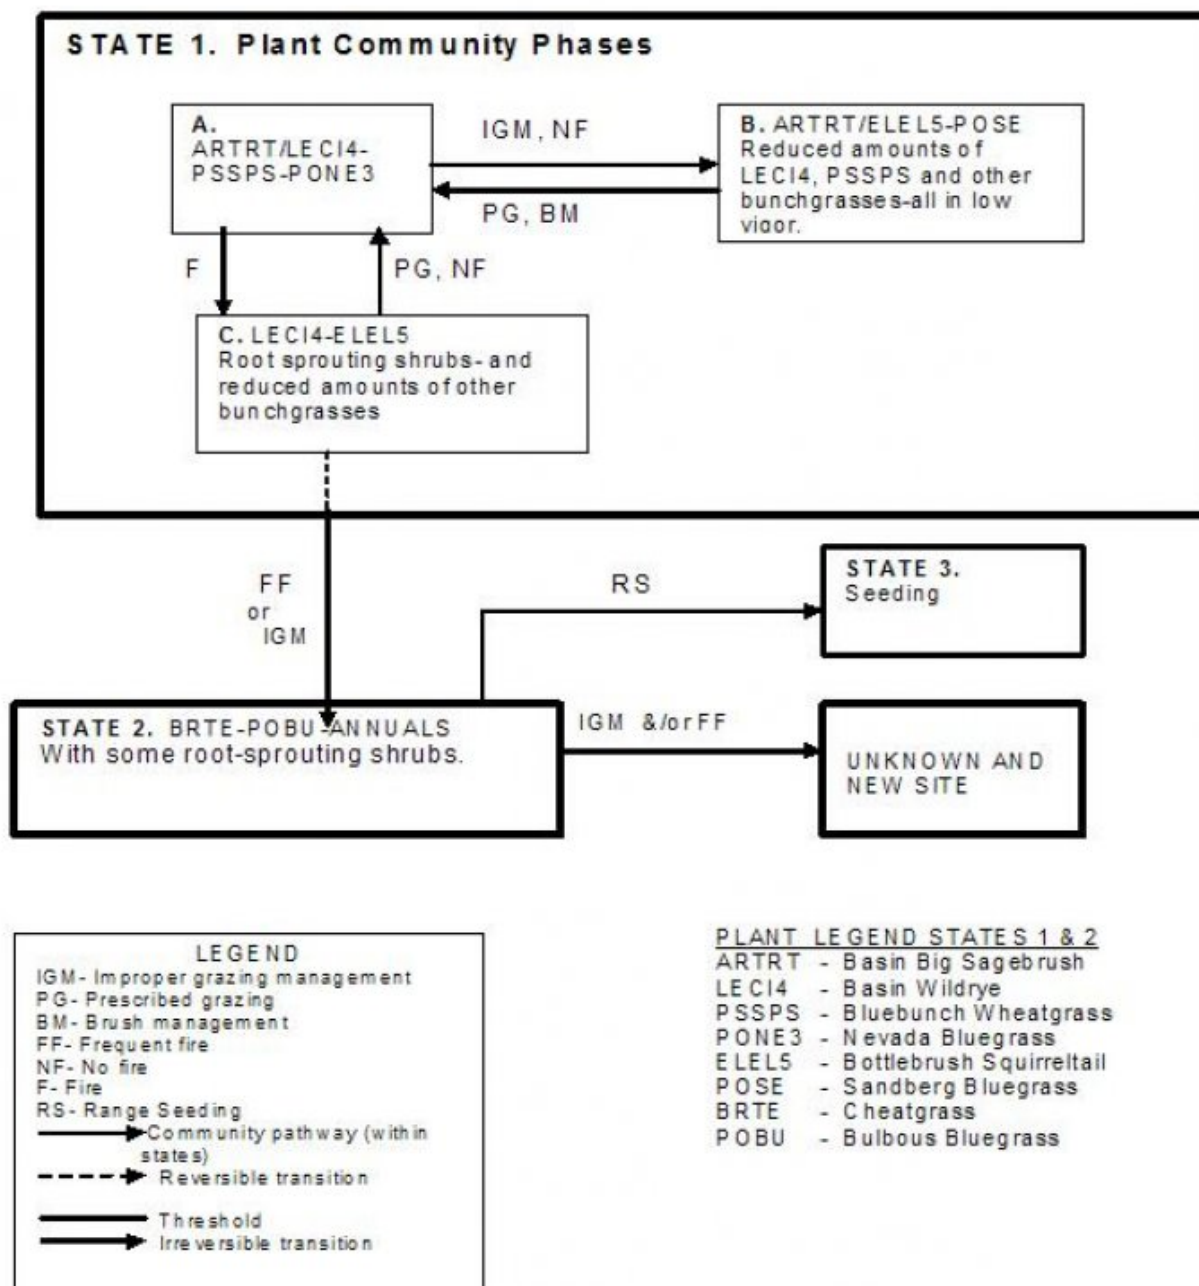 STATE 1. Plant Community Phases
A.
ARTRT/LECI4-
PSSPS-PONE3
IGM, NF
PG, BM
B. ARTRT/ELEL5-POSE
Reduced amounts of
LECI4, PSSPS and other
bunchgrasses-all in low
vigor.
F
PG, NF
C. LECI4-ELEL5
Root sprouting shrubs- and
reduced amounts of other
bunchgrasses
FF
or
IGM
RS
STATE 3.
Seeding
STATE 2. BRTE-POBU-ANNUALS
With some root-sprouting shrubs.
IGM &/or FF
UNKNOWN AND
NEW SITE
LEGEND
IGM- Improper grazing management
PG- Prescribed grazing
BM- Brush management
FF- Frequent fire
NF- No fire
F- Fire
RS- Range Seeding
Community pathway (within
states)
Reversible transition
Threshold
Irreversible transition
PLANT LEGEND STATES 1 & 2
ARTRT - Basin Big Sagebrush
LECI4 - Basin Wildrye
PSSPS - Bluebunch Wheatgrass
PONE3 - Nevada Bluegrass
ELEL5 - Bottlebrush Squirreltail
POSE - Sandberg Bluegrass
BRTE - Cheatgrass
POBU - Bulbous Bluegrass